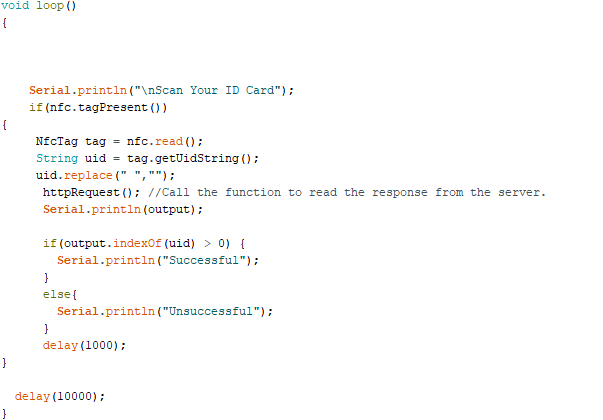 void loop()
{
Serial.println("\nScan Your ID Card");
if(nfc.tagPresent())
{
NfcTag tag = nfc.read();
String uid = tag.getUidString();
uid.replace(" ","");
httpRequest(); //Call the function to read the response from the server.
Serial.println(output);
if(output.indexOf(uid) > 0) {
Serial.println("Successful");
}
else{
Serial.println("Unsuccessful");
}
delay(1000);
}
delay(10000);
}